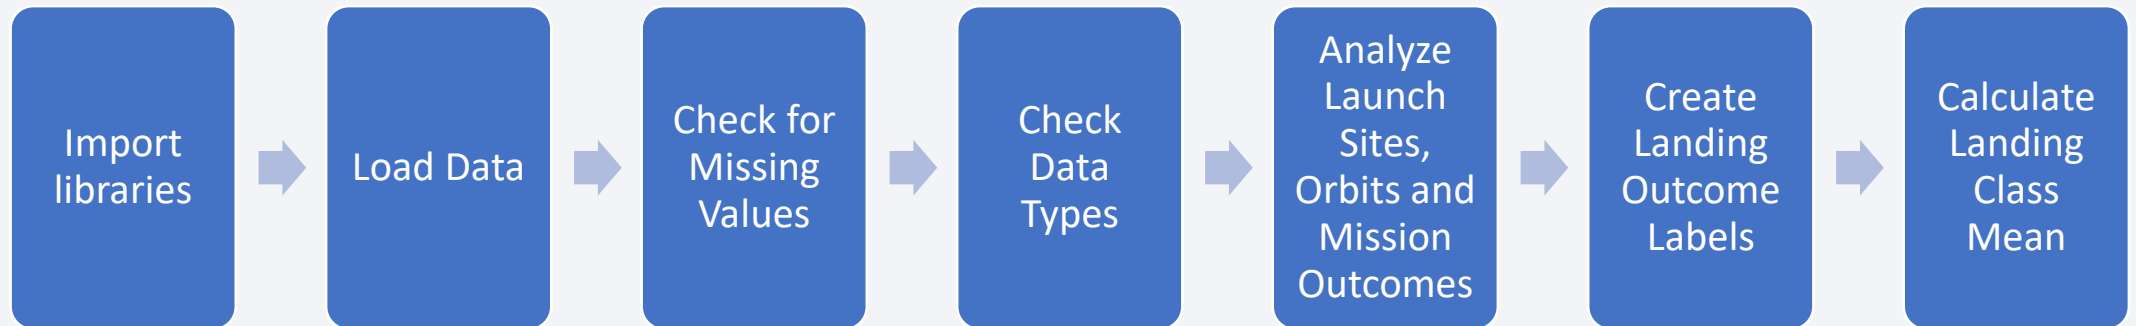 Import
libraries
Load Data
Check for
Missing
Values
Check
Data
Types
Analyze
Launch
Sites,
Orbits and
Mission
Outcomes
Create
Landing
Outcome
Labels
Calculate
Landing
Class
Mean